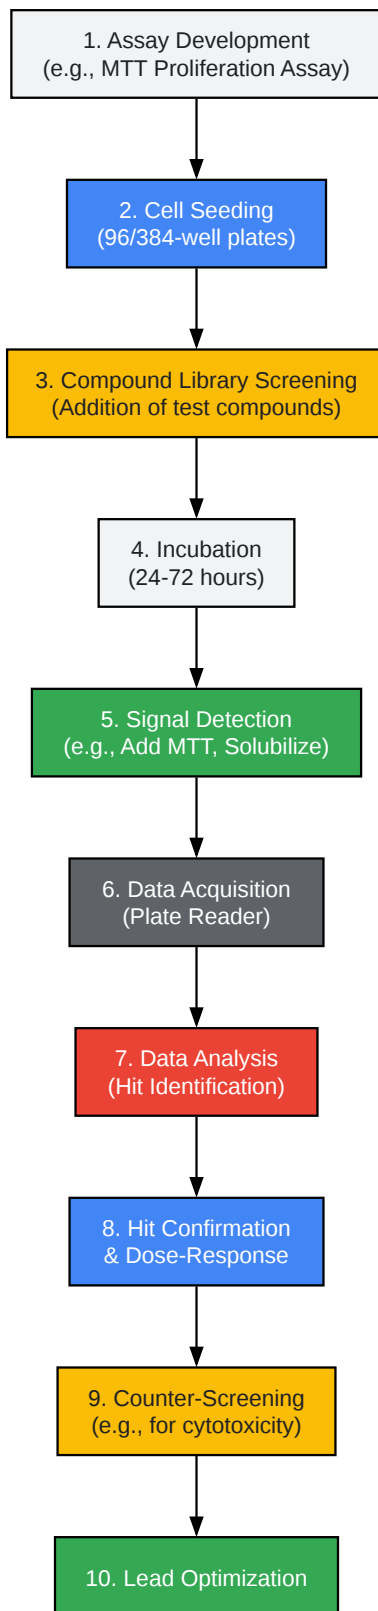 1. Assay Development
(e.g., MTT Proliferation Assay)
2. Cell Seeding
(96/384-well plates)
3. Compound Library Screening
(Addition of test compounds)
4. Incubation
(24-72 hours)
5. Signal Detection
(e.g., Add MTT, Solubilize)
6. Data Acquisition
(Plate Reader)
7. Data Analysis
(Hit Identification)
8. Hit Confirmation
& Dose-Response
9. Counter-Screening
(e.g., for cytotoxicity)
10. Lead Optimization